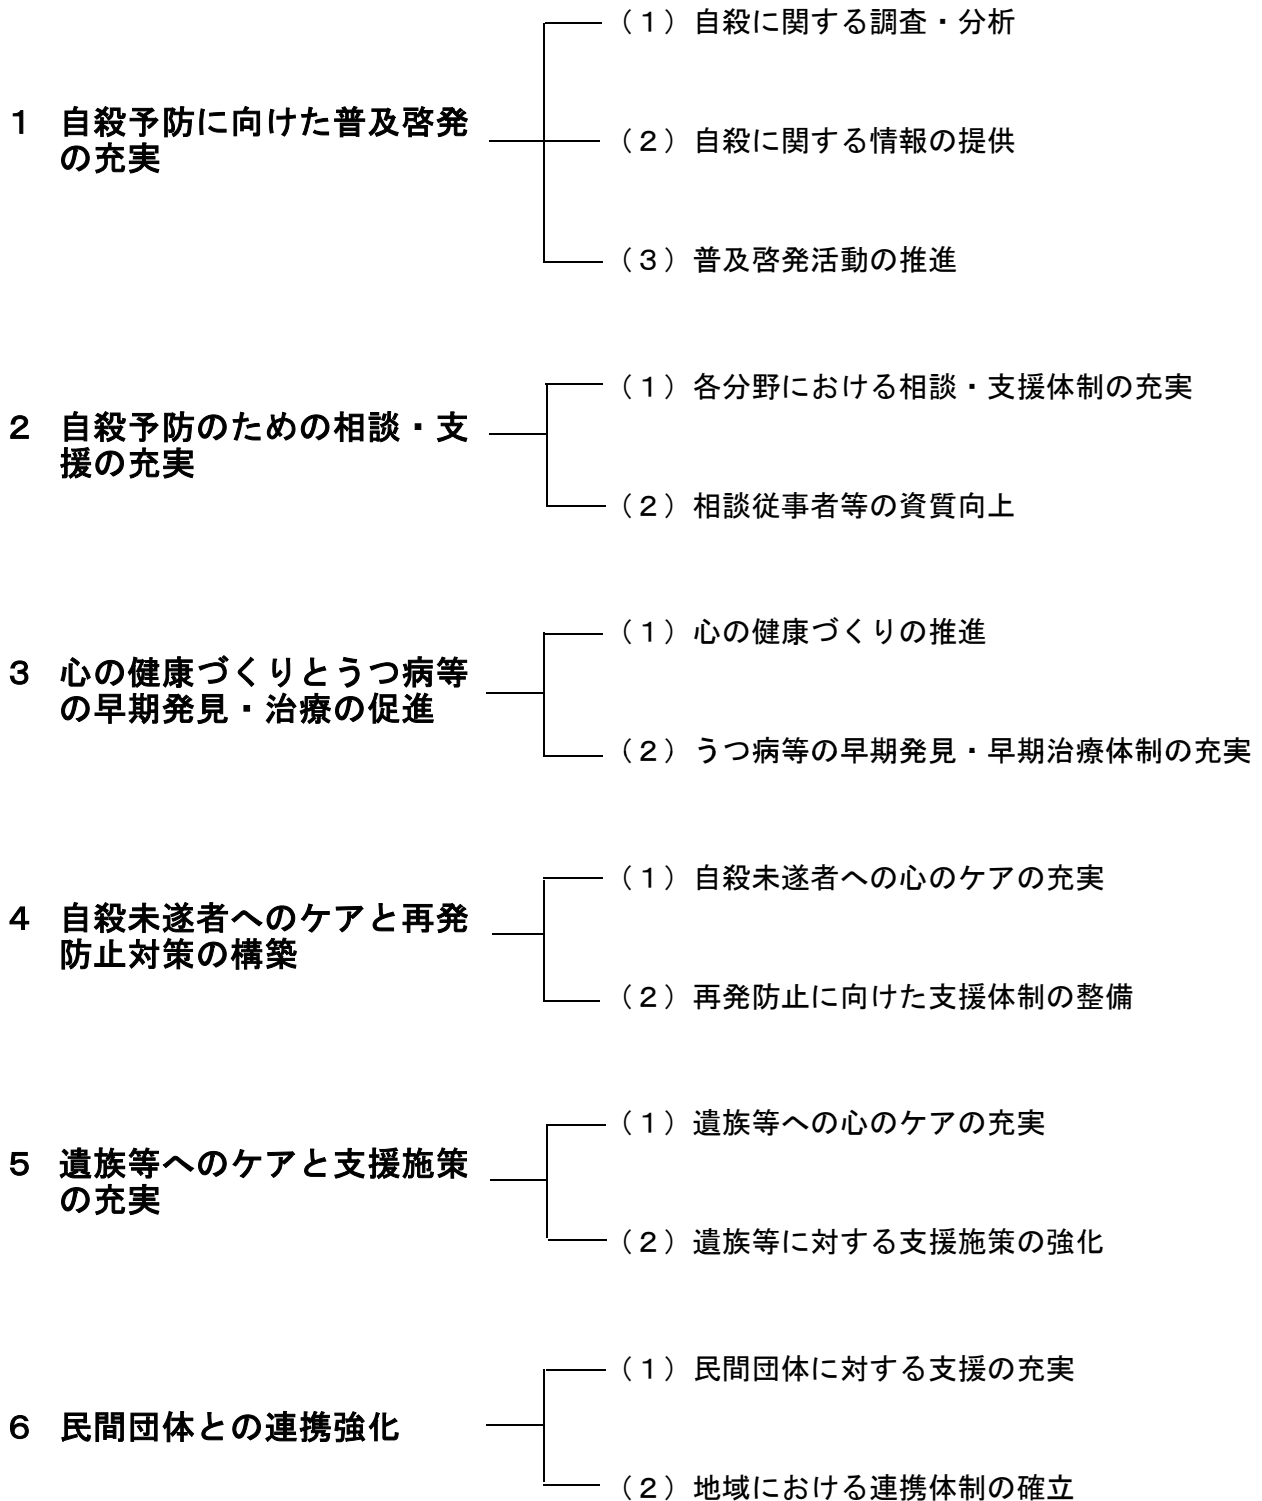 1 自殺予防に向けた普及啓発
の充実
（１）自殺に関する調査・分析
（２）自殺に関する情報の提供
（３）普及啓発活動の推進
2 自殺予防のための相談・支
援の充実
（１）各分野における相談・支援体制の充実
（２）相談従事者等の資質向上
3 心の健康づくりとうつ病等
の早期発見・治療の促進
（１）心の健康づくりの推進
（２）うつ病等の早期発見・早期治療体制の充実
4 自殺未遂者へのケアと再発
防止対策の構築
（１）自殺未遂者への心のケアの充実
（２）再発防止に向けた支援体制の整備
5 遺族等へのケアと支援施策
の充実
（１）遺族等への心のケアの充実
（２）遺族等に対する支援施策の強化
6 民間団体との連携強化
（１）民間団体に対する支援の充実
（２）地域における連携体制の確立